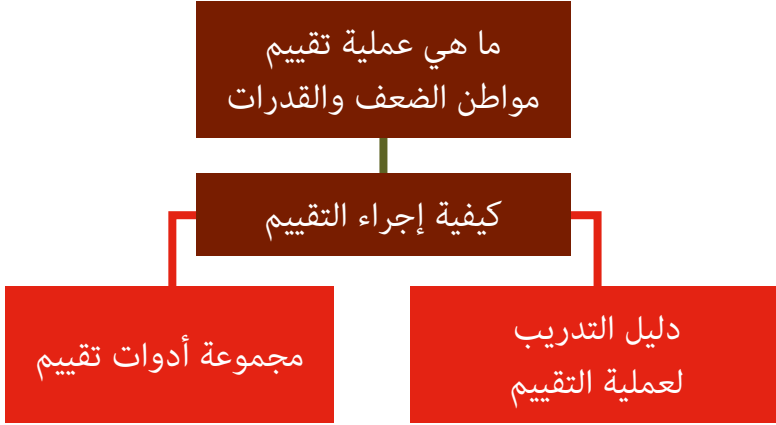 ما هي عملية تقييم
مواطن الضعف والقدرات
كيفية إجراء التقييم
دليل التدريب
لعملية التقييم
مجموعة أدوات تقييم